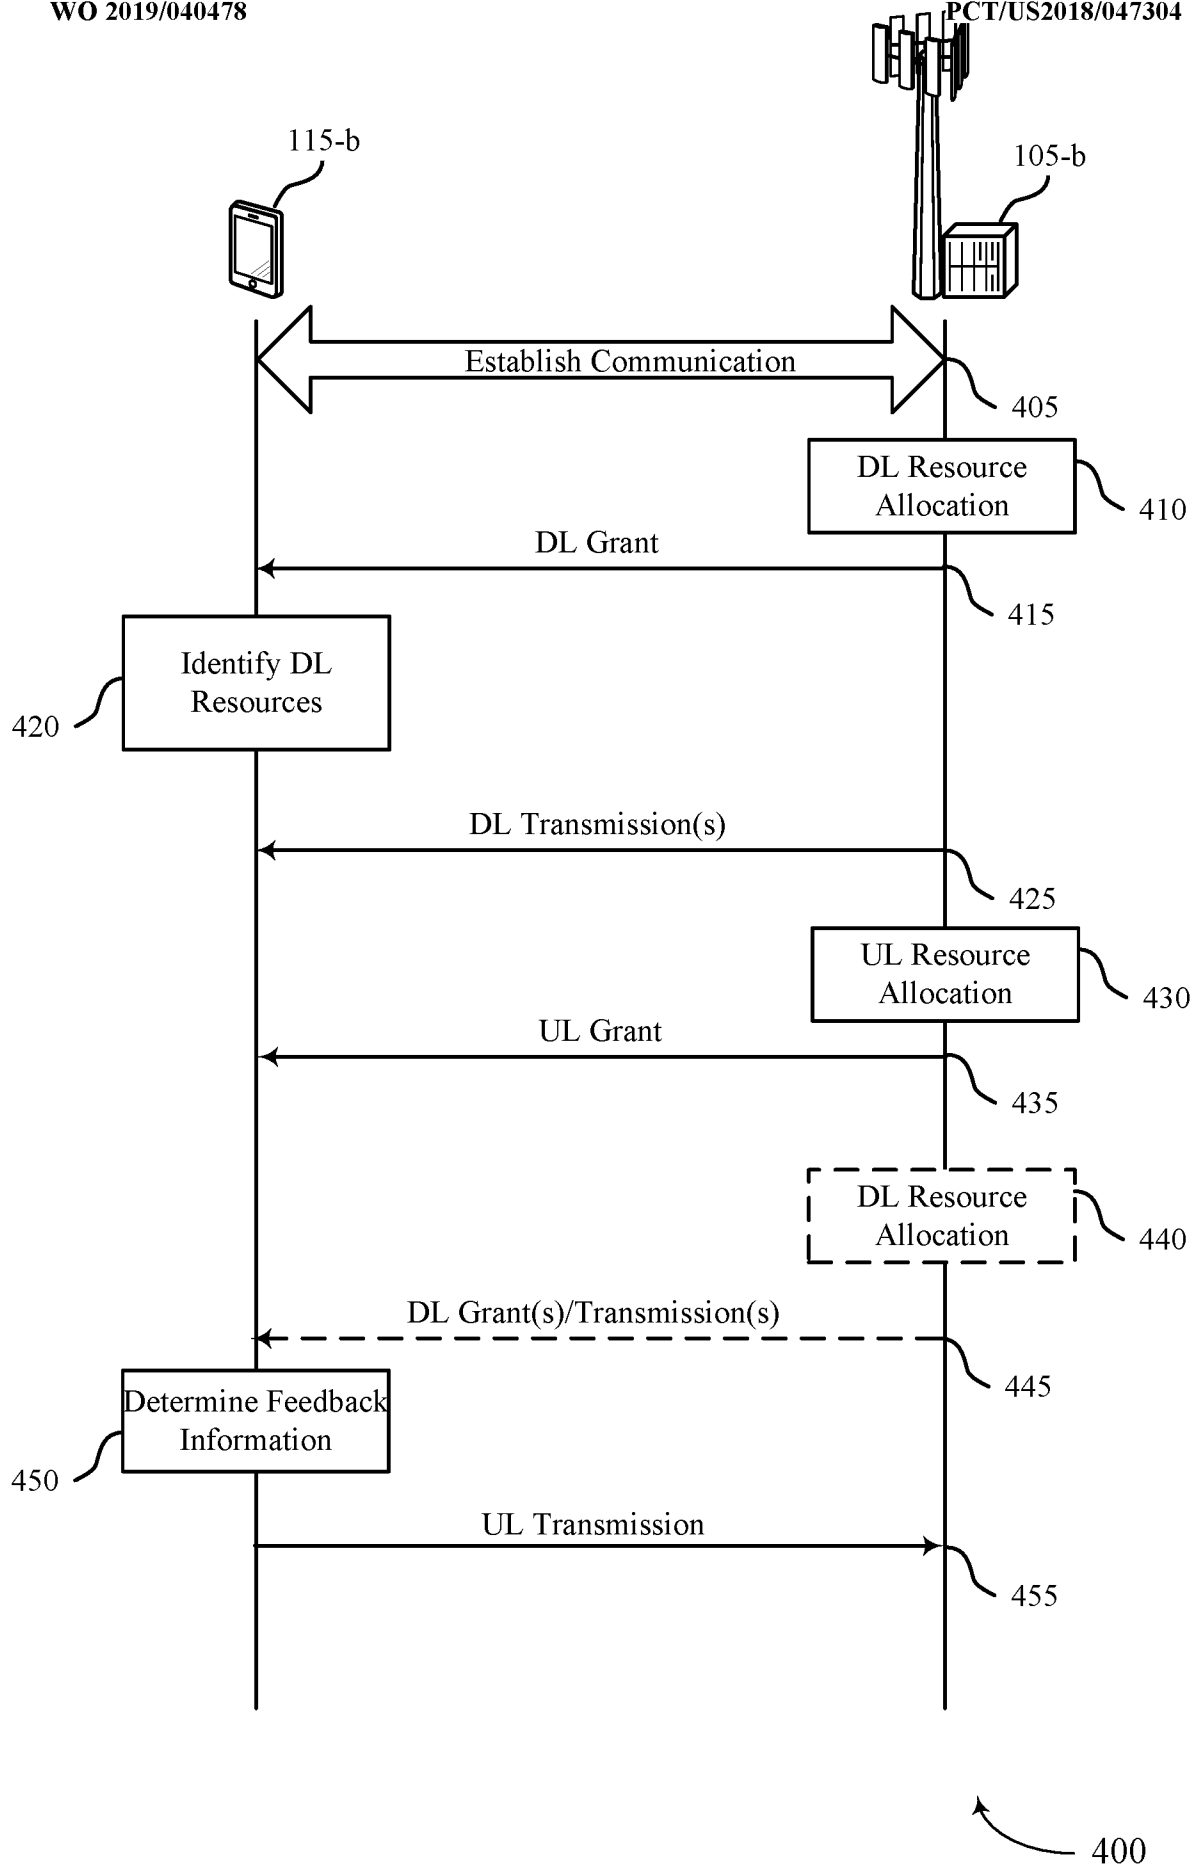 WO 2019/040478
PCT/US2018/047304
115-b
105-b
Establish Communication
405
DL Resource
Allocation
410
DL Grant
415
Identify DL
Resources
420
DL Transmission(s)
425
UL Resource
Allocation
430
UL Grant
435
DL Resource
Allocation
440
DL Grant(s)/Transmission(s)
445
Determine Feedback
Information
450
UL Transmission
455
400